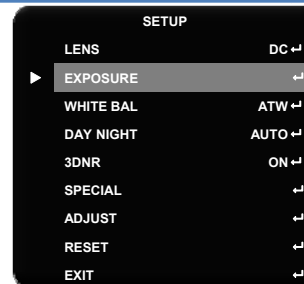 SETUP
LENS DC↵
EXPOSURE ↵
WHITE BAL ATW↵
DAY NIGHT AUTO↵
3DNR ON↵
SPECIAL ↵
ADJUST ↵
RESET ↵
EXIT ↵